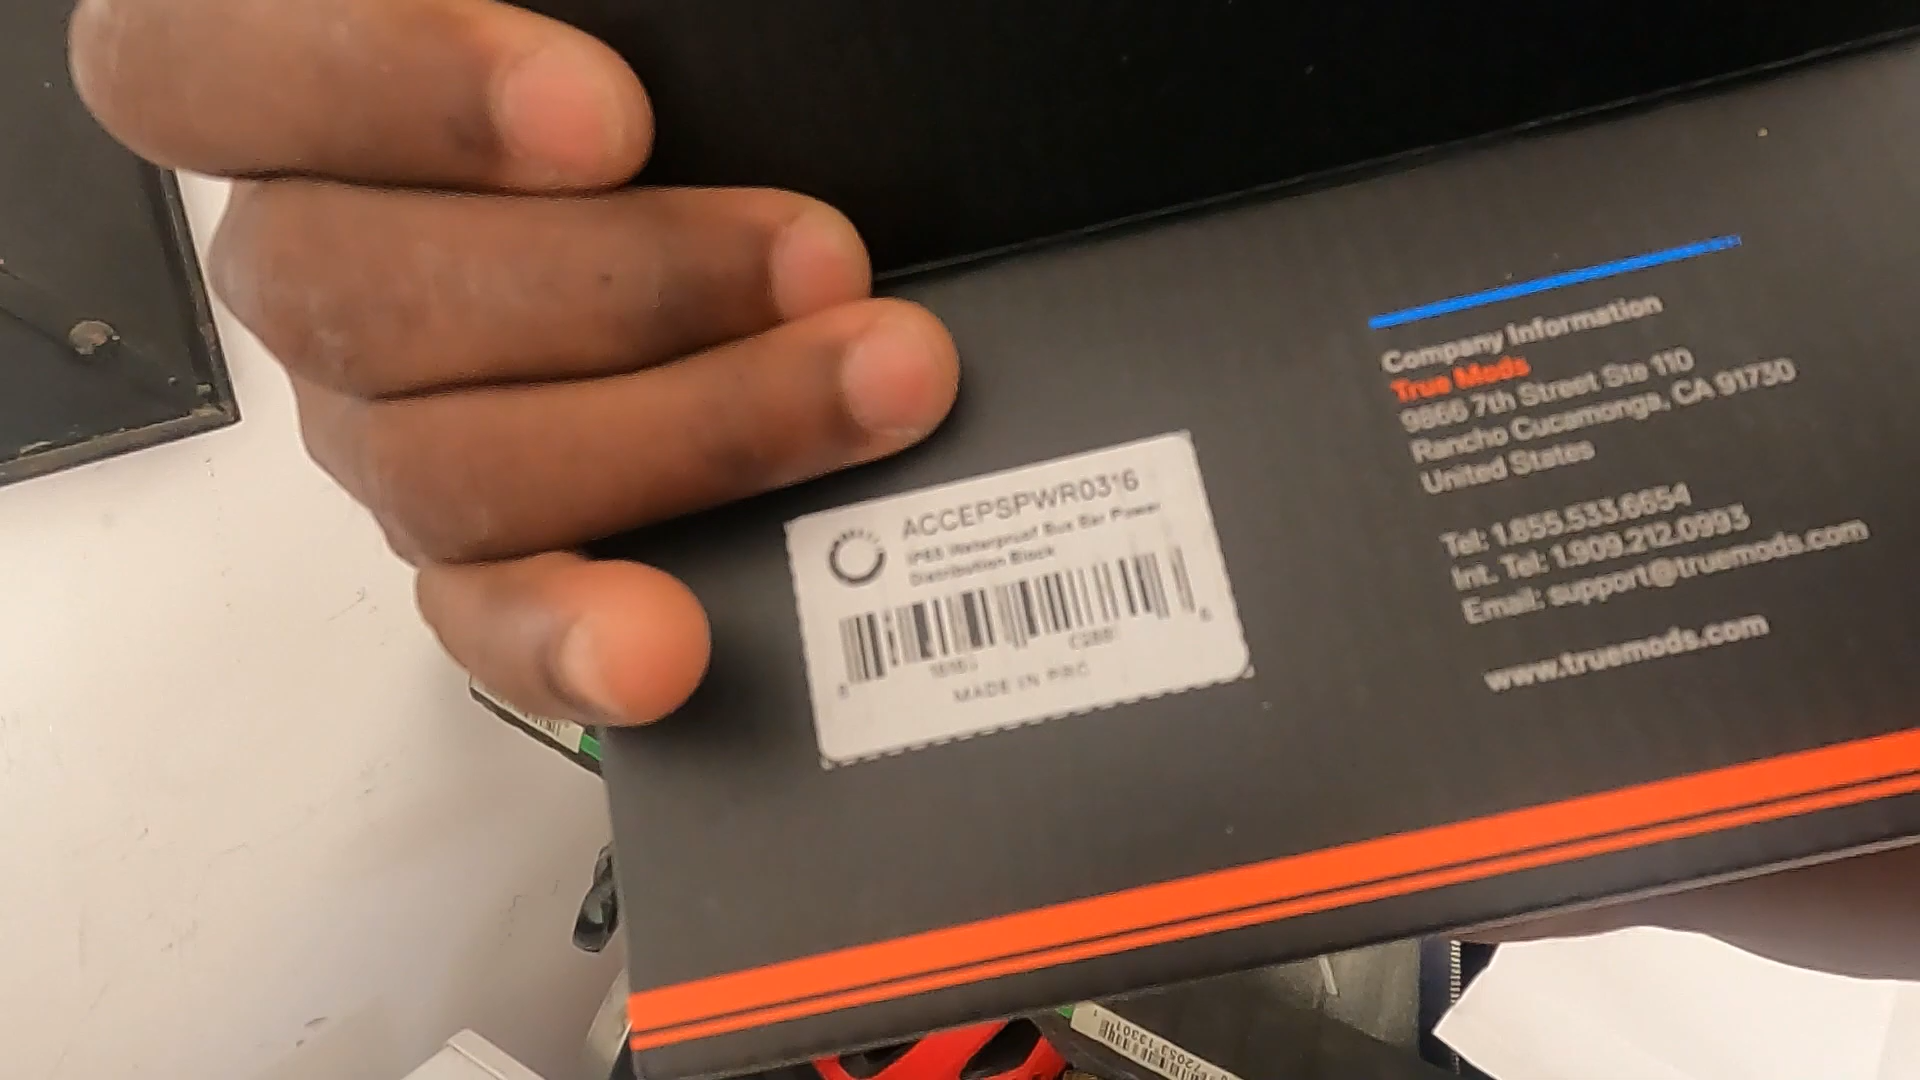 ACCEPSPWR0316
Waterproof Bus Bar Power
Distribution Block
MADE IN PRC
Company Information
True Mods
9866 7th Street Ste 110
Rancho Cucamonga, CA 91730
United States
Tel: 1.855.533.6654
Int. Tel: 1.909.212.0993
Email: support@truemods.com
www.truemods.com